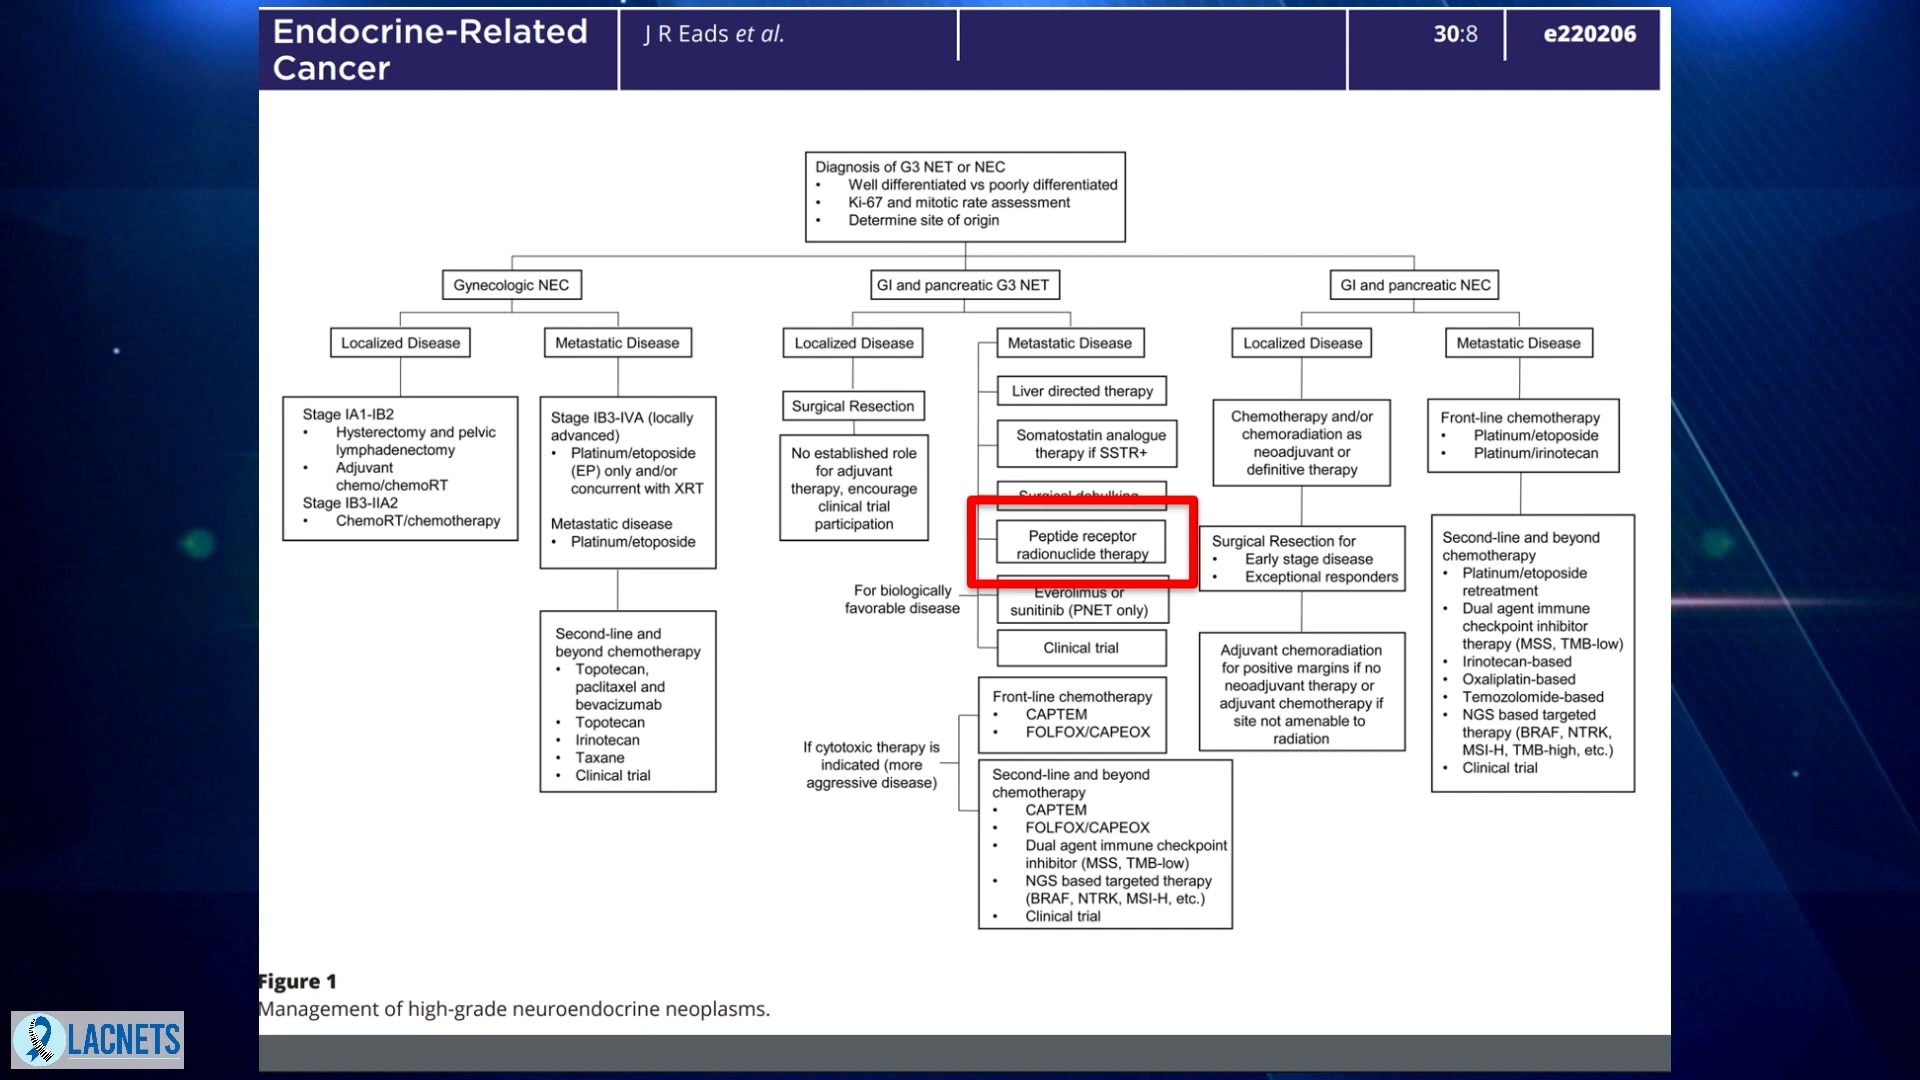 Endocrine-Related
Cancer
J R Eads et al.
30:8
e220206
Diagnosis of G3 NET or NEC
• Well differentiated vs poorly differentiated
• Ki-67 and mitotic rate assessment
• Determine site of origin
Gynecologic NEC
GI and pancreatic G3 NET
GI and pancreatic NEC
Localized Disease
Metastatic Disease
Localized Disease
Metastatic Disease
Localized Disease
Metastatic Disease
Stage IA1-IB2
• Hysterectomy and pelvic
lymphadenectomy
• Adjuvant
chemo/chemoRT
Stage IB3-IIA2
• ChemoRT/chemotherapy
Stage IB3-IVA (locally
advanced)
• Platinum/etoposide
(EP) only and/or
concurrent with XRT
Metastatic disease
• Platinum/etoposide
Second-line and
beyond chemotherapy
• Topotecan,
paclitaxel and
bevacizumab
• Topotecan
• Irinotecan
• Taxane
• Clinical trial
Surgical Resection
No established role
for adjuvant
therapy, encourage
clinical trial
participation
Liver directed therapy
Somatostatin analogue
therapy if SSTR+
Surgical debulking
Peptide receptor
radionuclide therapy
Everolimus or
sunitinib (PNET only)
Clinical trial
For biologically
favorable disease
If cytotoxic therapy is
indicated (more
aggressive disease)
Front-line chemotherapy
• CAPTEM
• FOLFOX/CAPEOX
Second-line and beyond
chemotherapy
• CAPTEM
• FOLFOX/CAPEOX
• Dual agent immune checkpoint
inhibitor (MSS, TMB-low)
• NGS based targeted therapy
(BRAF, NTRK, MSI-H, etc.)
• Clinical trial
Chemotherapy and/or
chemoradiation as
neoadjuvant or
definitive therapy
Surgical Resection for
• Early stage disease
• Exceptional responders
Adjuvant chemoradiation
for positive margins if no
neoadjuvant therapy or
adjuvant chemotherapy if
site not amenable to
radiation
Front-line chemotherapy
• Platinum/etoposide
• Platinum/irinotecan
Second-line and beyond
chemotherapy
• Platinum/etoposide
retreatment
• Dual agent immune
checkpoint inhibitor
therapy (MSS, TMB-low)
• Irinotecan-based
• Oxaliplatin-based
• Temozolomide-based
• NGS based targeted
therapy (BRAF, NTRK,
MSI-H, TMB-high, etc.)
• Clinical trial
Figure 1
Management of high-grade neuroendocrine neoplasms.
LACNETS